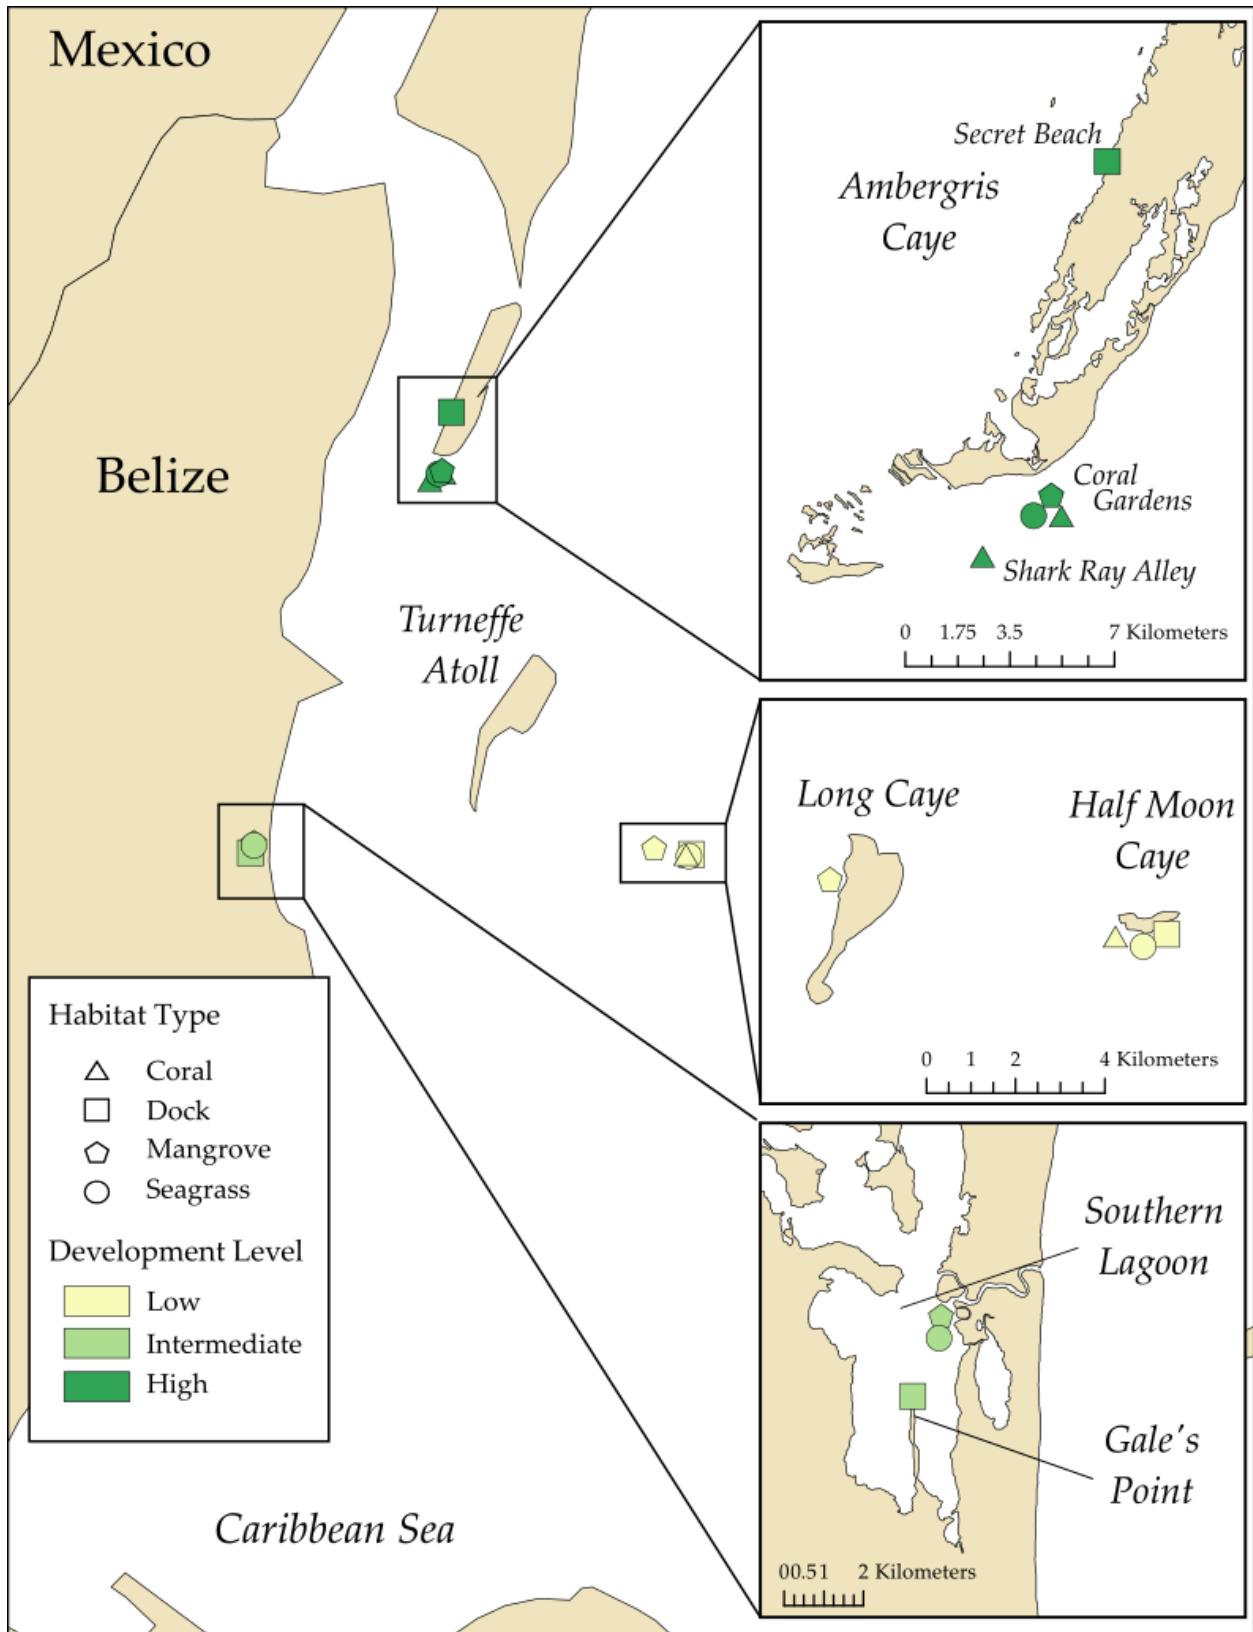 Mexico
Belize
Turneffe
Atoll
Caribbean Sea
Habitat Type
Coral
Dock
Mangrove
Seagrass
Development Level
Low
Intermediate
High
Secret Beach
Ambergris
Caye
Coral
Gardens
Shark Ray Alley
0 1.75 3.5 7 Kilometers
Long Caye
Half Moon
Caye
0 1 2 4 Kilometers
Southern
Lagoon
Gale's
Point
00.51 2 Kilometers